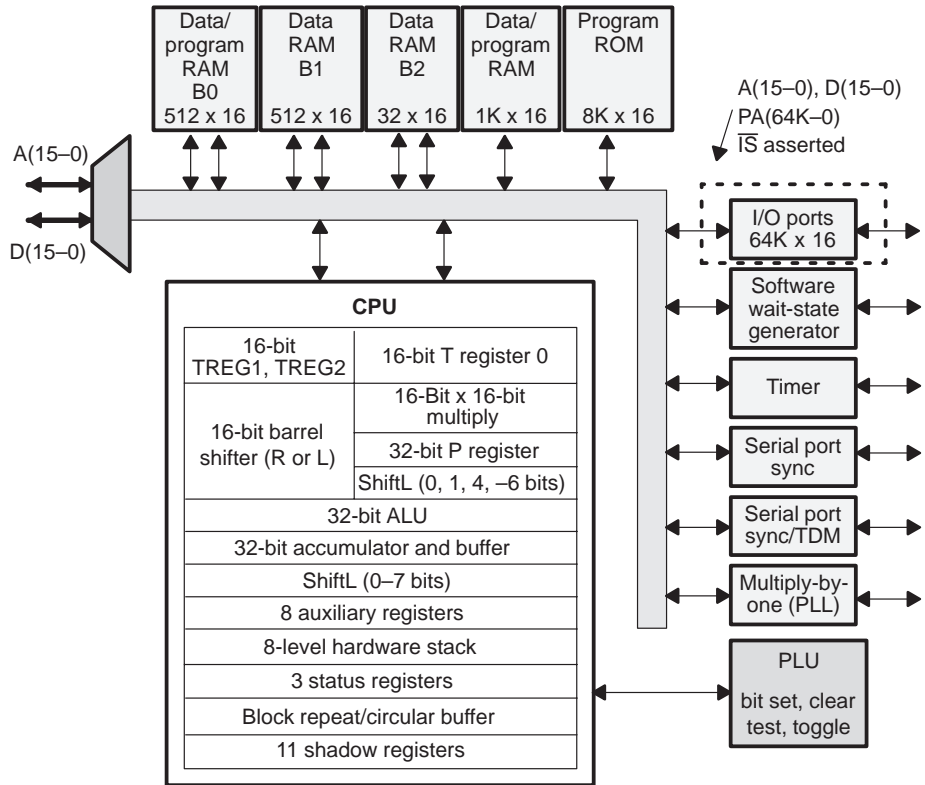 Data/
program
RAM
B0
512 x 16
Data
RAM
B1
512 x 16
Data
RAM
B2
32 x 16
Data/
program
RAM
1K x 16
Program
ROM
8K x 16
A(15–0), D(15–0)
PA(64K–0)
IS asserted
A(15–0)
D(15–0)
I/O ports
64K x 16
Software
wait-state
generator
Timer
Serial port
sync
Serial port
sync/TDM
Multiply-by-
one (PLL)
PLU
bit set, clear
test, toggle
CPU
16-bit
TREG1, TREG2
16-bit T register 0
16-bit barrel
shifter (R or L)
16-Bit x 16-bit
multiply
32-bit P register
ShiftL (0, 1, 4, –6 bits)
32-bit ALU
32-bit accumulator and buffer
ShiftL (0–7 bits)
8 auxiliary registers
8-level hardware stack
3 status registers
Block repeat/circular buffer
11 shadow registers